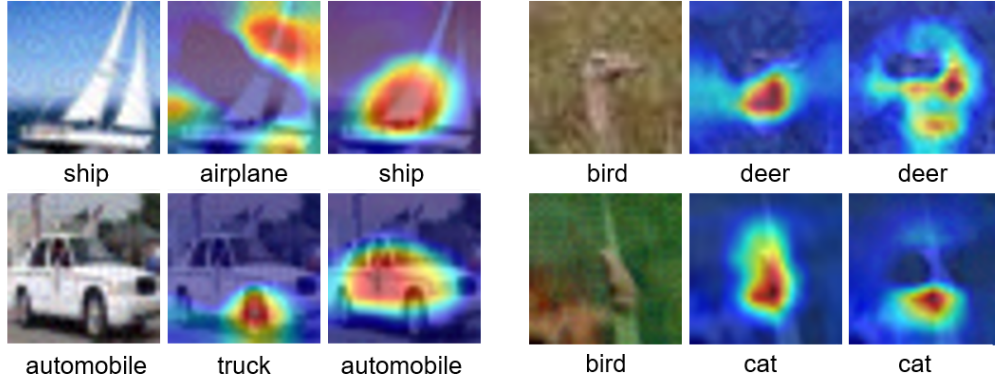 ship airplane ship bird deer deer
automobile truck automobile bird cat cat